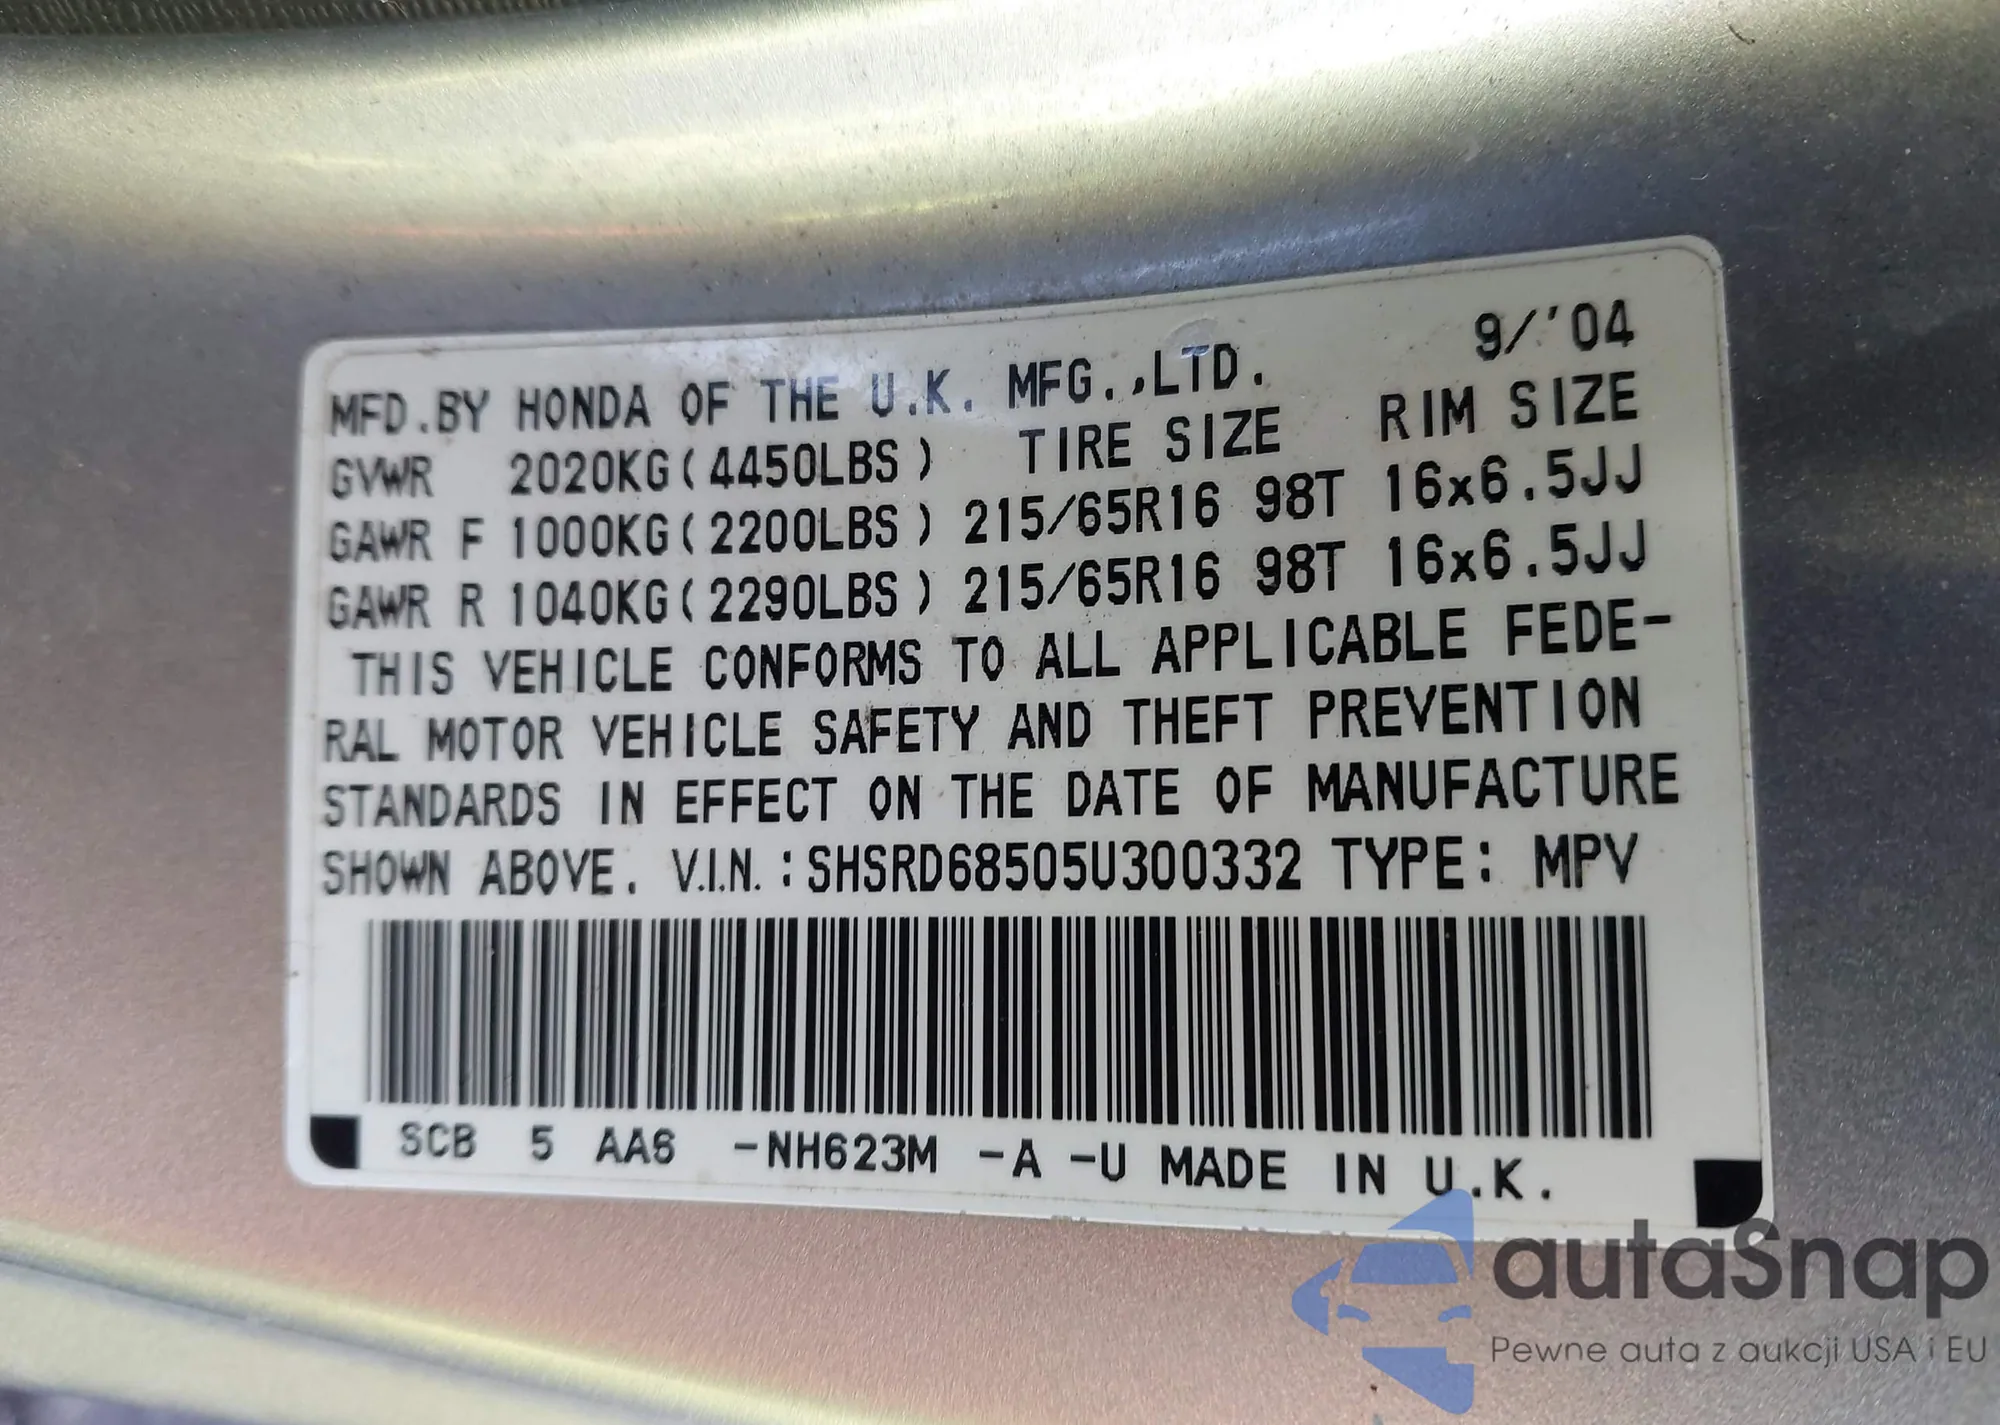 9/'04
MFD.BY HONDA OF THE U.K. MFG.,LTD.
GVWR 2020KG(4450LBS) TIRE SIZE RIM SIZE
GAWR F 1000KG(2200LBS) 215/65R16 98T 16x6.5JJ
GAWR R 1040KG(2290LBS) 215/65R16 98T 16x6.5JJ
THIS VEHICLE CONFORMS TO ALL APPLICABLE FEDE-
RAL MOTOR VEHICLE SAFETY AND THEFT PREVENTION
STANDARDS IN EFFECT ON THE DATE OF MANUFACTURE
SHOWN ABOVE. V.I.N.:SHSRD68505U300332 TYPE: MPV
SCB 5 AA6 -NH623M -A -U MADE IN U.K.
autaSnap
Pewne auta z aukcji USA i EU